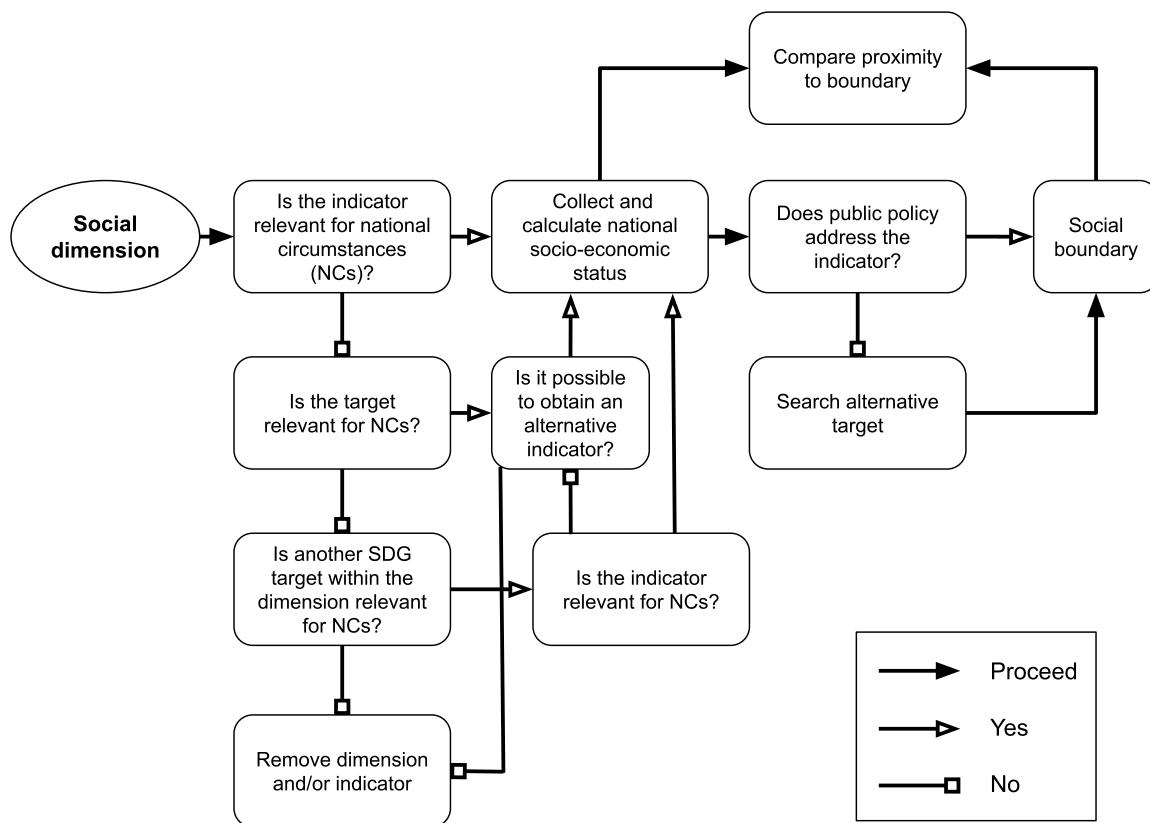 Compare proximity
to boundary
Social
dimension
Is the indicator
relevant for national
circumstances
(NCs)?
Collect and
calculate national
socio-economic
status
Does public policy
address the
indicator?
Social
boundary
Is the target
relevant for NCs?
Is it possible
to obtain an
alternative
indicator?
Search alternative
target
Is another SDG
target within the
dimension relevant
for NCs?
Is the indicator
relevant for NCs?
Remove dimension
and/or indicator
Proceed
Yes
No